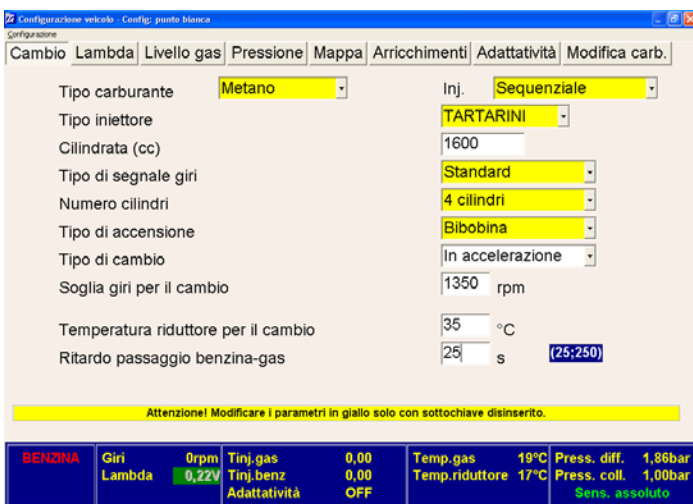 Configurazione veicolo - Config: punto bianca
Configurazione
Cambio Lambda Livello gas Pressione Mappa Arricchimenti Adattatività Modifica carb.
Tipo carburante Metano Inj. Sequenziale
Tipo iniettore TARTARINI
Cilindrata (cc) 1600
Tipo di segnale giri Standard
Numero cilindri 4 cilindri
Tipo di accensione Bibobina
Tipo di cambio In accelerazione
Soglia giri per il cambio 1350 rpm
Temperatura riduttore per il cambio 35 °C
Ritardo passaggio benzina-gas 25 s (25;250)
Attenzione! Modificare i parametri in giallo solo con sottochiave disinserito.
BENZINA Giri 0rpm Tinj.gas 0,00 Temp.gas 19ºC Press. diff. 1,86bar
Lambda 0,22V Tinj.benz 0,00 Temp.riduttore 17ºC Press. coll. 1,00bar
Adattatività OFF Sens. assoluto